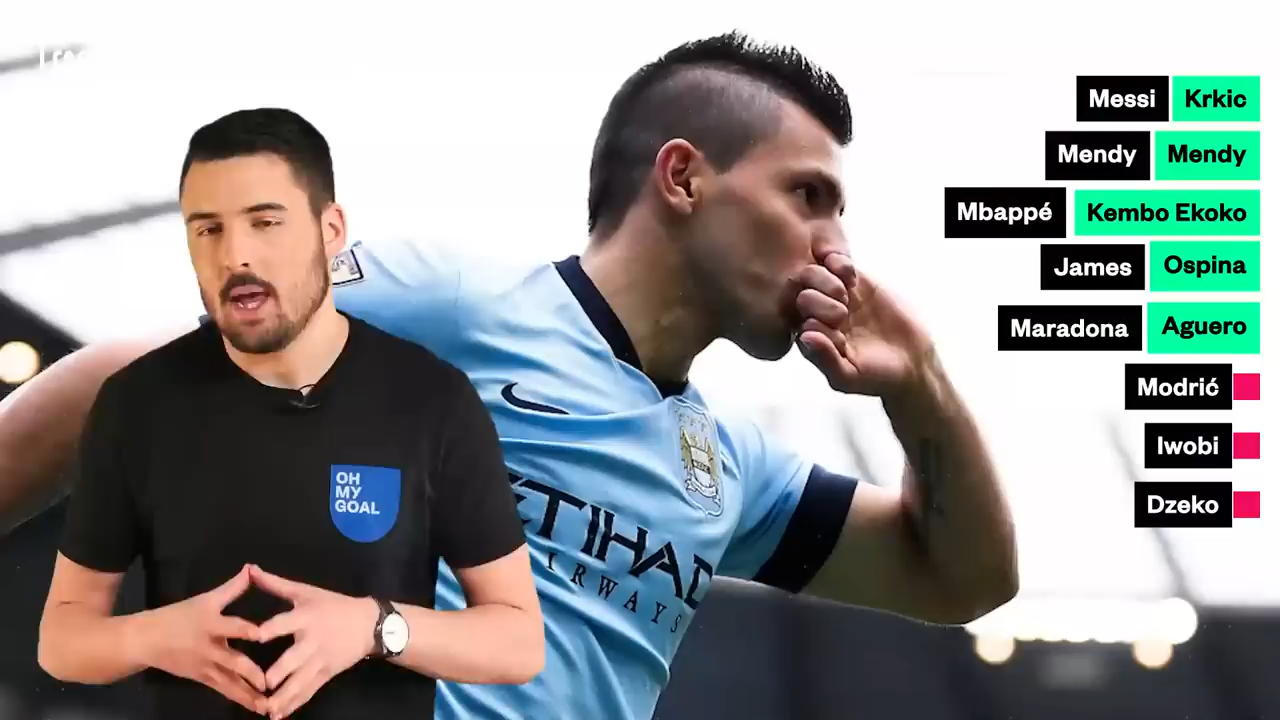 Messi Krkic
Mendy Mendy
Mbappé Kembo Ekoko
James Ospina
Maradona Aguero
Modrić
Iwobi
Dzeko
OH
MY
GOAL
ETIHAD
AIRWAYS